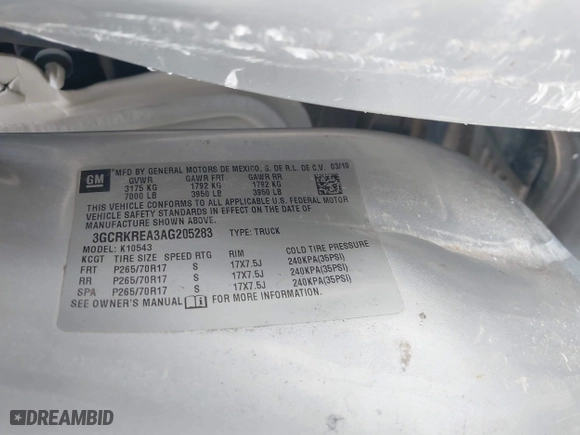 GM MFD BY GENERAL MOTORS DE MEXICO, S. DE R.L. DE C.V. 03/10
GVWR GAWR FRT GAWR RR
3175 KG 1792 KG 1792 KG
7000 LB 3950 LB 3950 LB
THIS VEHICLE CONFORMS TO ALL APPLICABLE U.S. FEDERAL MOTOR
VEHICLE SAFETY STANDARDS IN EFFECT ON THE DATE OF
MANUFACTURE SHOWN ABOVE.
3GCRKREA3AG205283 TYPE: TRUCK
MODEL: K10543
KCGT TIRE SIZE SPEED RTG RIM COLD TIRE PRESSURE
FRT P265/70R17 S 17X7.5J 240KPA(35PSI)
RR P265/70R17 S 17X7.5J 240KPA(35PSI)
SPA P265/70R17 S 17X7.5J 240KPA(35PSI)
SEE OWNER'S MANUAL FOR MORE INFORMATION.
DREAMBID